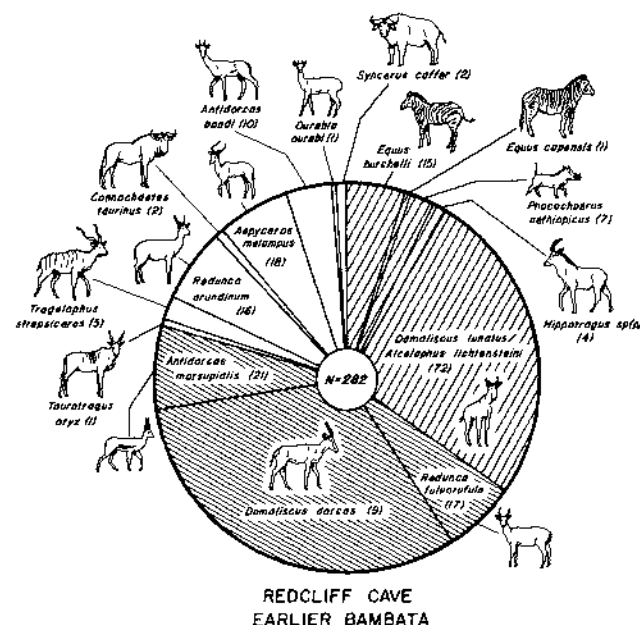 Syncerus caffer (2)
Antidorcas
bondi (10)
Ourebia
ourebi (1)
Equus
burchelli (15)
Equus capensis (1)
Connochaetes
taurinus (2)
Phacochoerus
aethiopicus (7)
Aepyceros
melampus
(18)
Redunca
arundinum
(16)
Tragelaphus
strepsiceros (5)
Hippotragus spp.
(4)
Damaliscus lunatus/
Alcelaphus lichtensteini
(72)
Antidorcas
marsupialis (21)
N=282
Taurotragus
oryx (1)
Redunca
fulvorufula
(17)
Damaliscus dorcas (9)
REDCLIFF CAVE
EARLIER BAMBATA